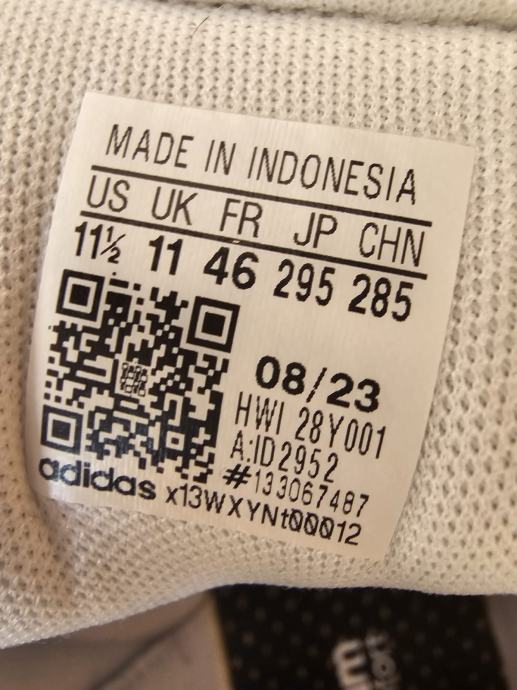 MADE IN INDONESIA
US UK FR JP CHN
11½ 11 46 295 285
08/23
HWI 28Y001
A:ID2952
#133067487
adidas x13WXYNt00012